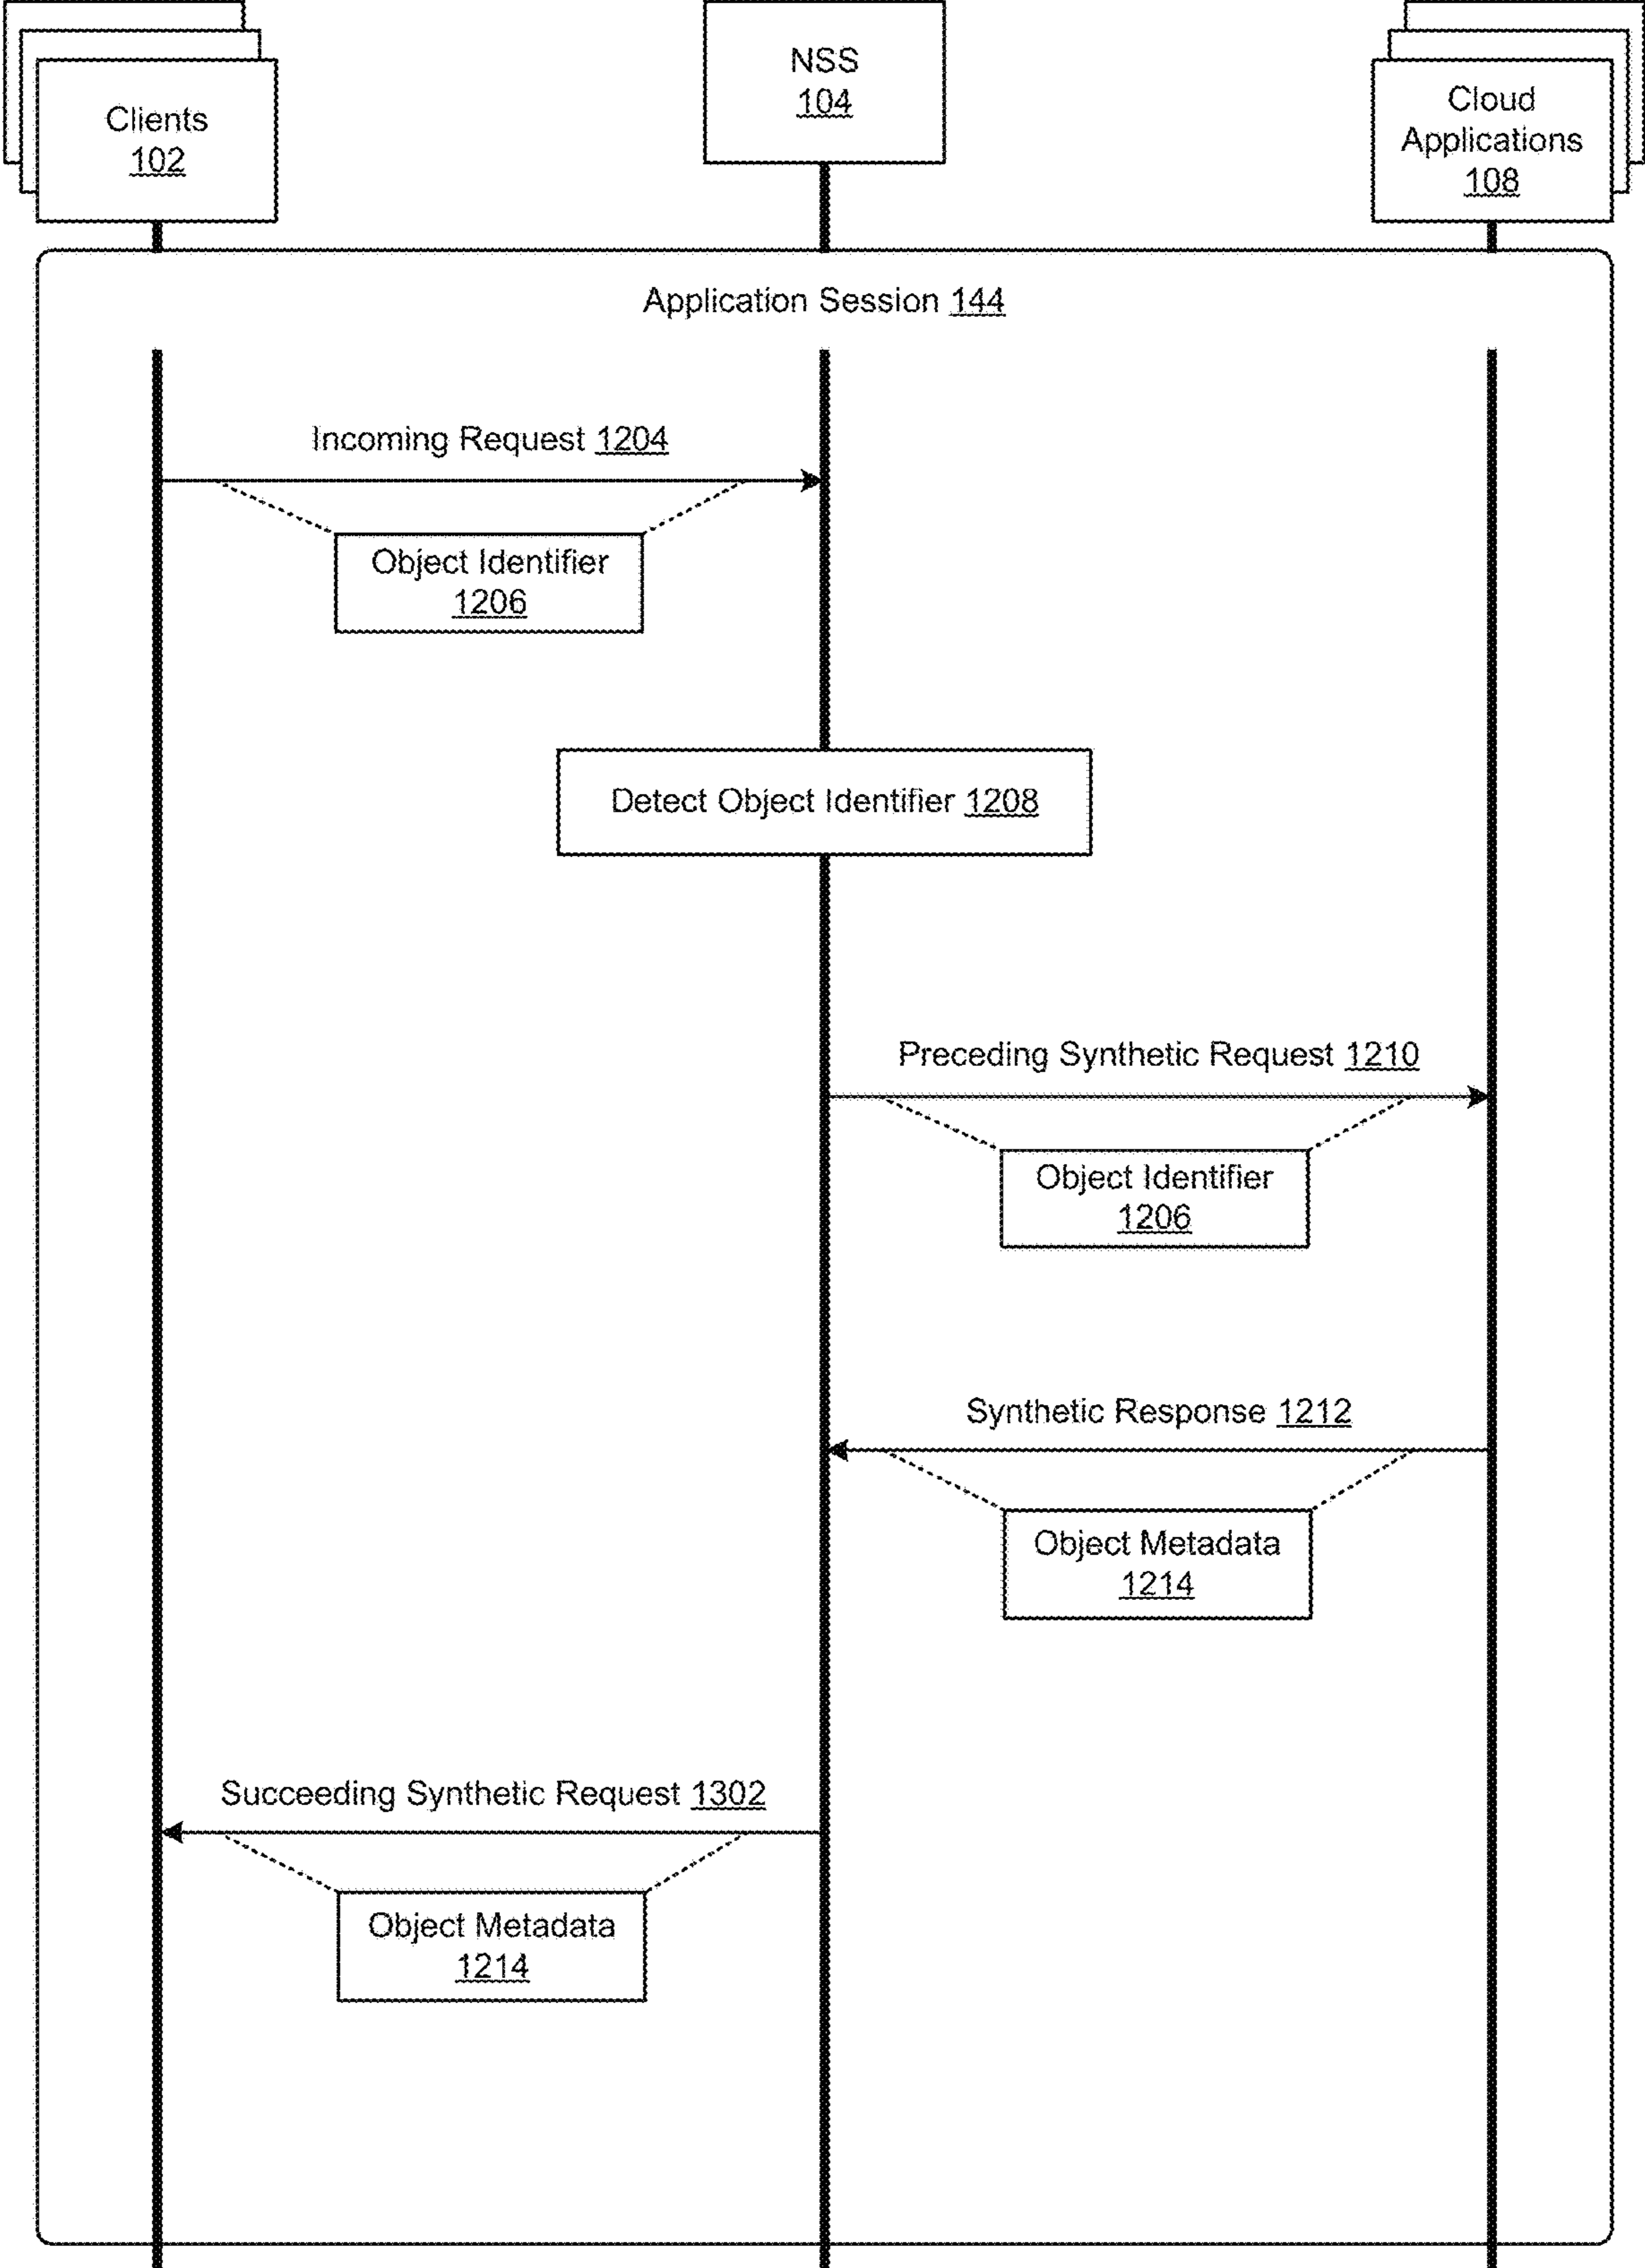 Clients
102
NSS
104
Cloud
Applications
108
Application Session 144
Incoming Request 1204
Object Identifier
1206
Detect Object Identifier 1208
Preceding Synthetic Request 1210
Object Identifier
1206
Synthetic Response 1212
Object Metadata
1214
Succeeding Synthetic Request 1302
Object Metadata
1214